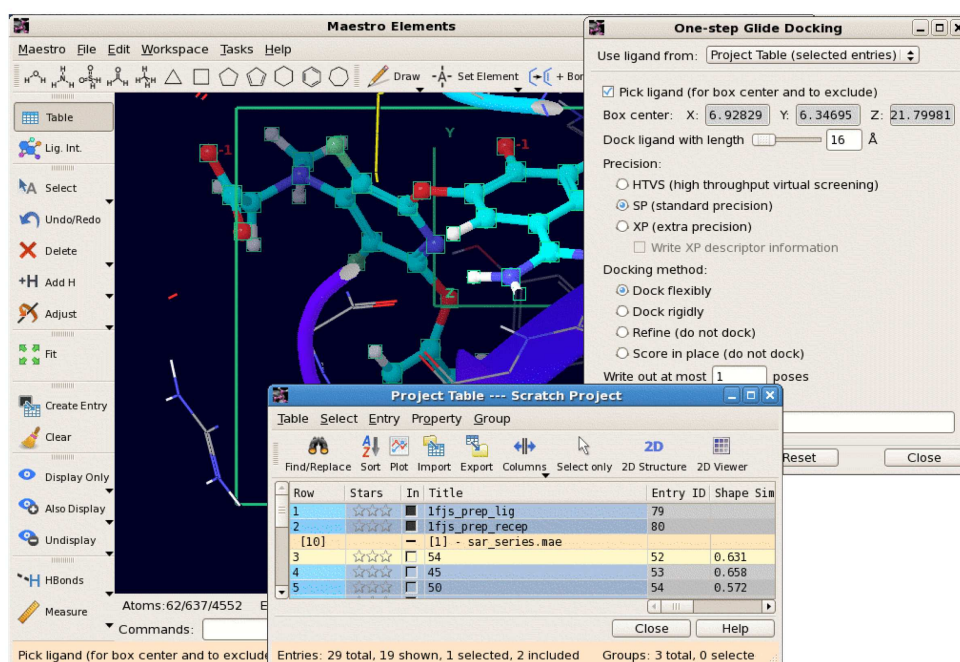 Maestro Elements
Maestro File Edit Workspace Tasks Help
Draw Set Element + Bor
Table
Lig. Int.
Select
Undo/Redo
Delete
+H Add H
Adjust
Fit
Create Entry
Clear
Display Only
Also Display
Undisplay
HBonds
Measure
-1
Y
-1
Z
Atoms:62/637/4552 E
Commands:
Pick ligand (for box center and to exclude
One-step Glide Docking
Use ligand from: Project Table (selected entries)
Pick ligand (for box center and to exclude)
Box center: X: 6.92829 Y: 6.34695 Z: 21.79981
Dock ligand with length 16 Å
Precision:
HTVS (high throughput virtual screening)
SP (standard precision)
XP (extra precision)
Write XP descriptor information
Docking method:
Dock flexibly
Dock rigidly
Refine (do not dock)
Score in place (do not dock)
Write out at most 1 poses
Reset Close
Project Table --- Scratch Project
Table Select Entry Property Group
Find/Replace Sort Plot Import Export Columns Select only 2D Structure 2D Viewer
Row Stars In Title Entry ID Shape Sim
1 1fjs_prep_lig 79
2 1fjs_prep_recep 80
[10] [1] - sar_series.mae
3 54 52 0.631
4 45 53 0.658
5 50 54 0.572
Close Help
Entries: 29 total, 19 shown, 1 selected, 2 included Groups: 3 total, 0 selecte